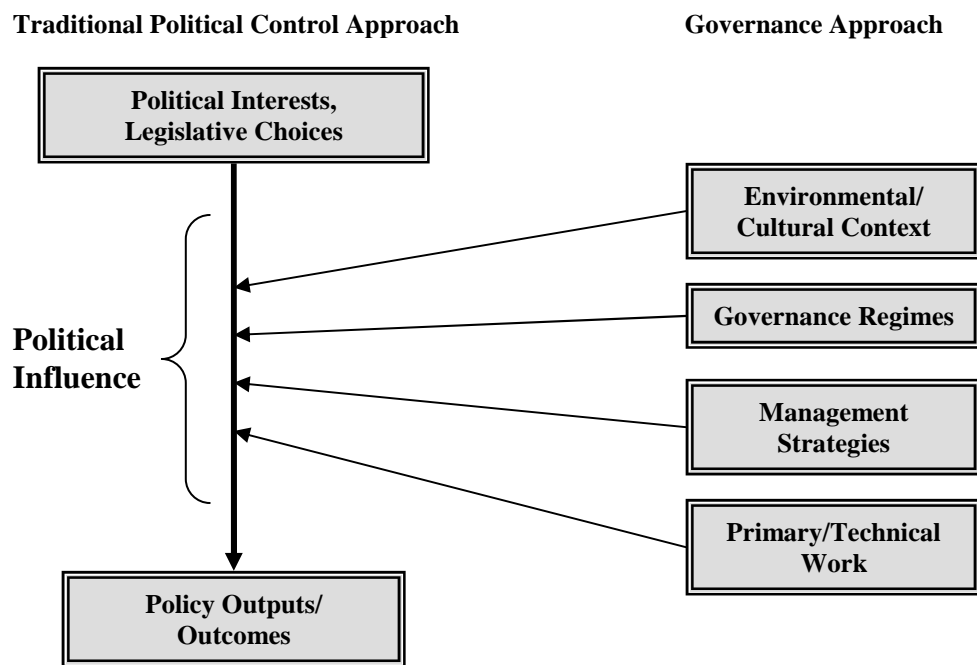 Traditional Political Control Approach
Governance Approach
Political Interests,
Legislative Choices
Environmental/
Cultural Context
Governance Regimes
Political
Influence
Management
Strategies
Primary/Technical
Work
Policy Outputs/
Outcomes